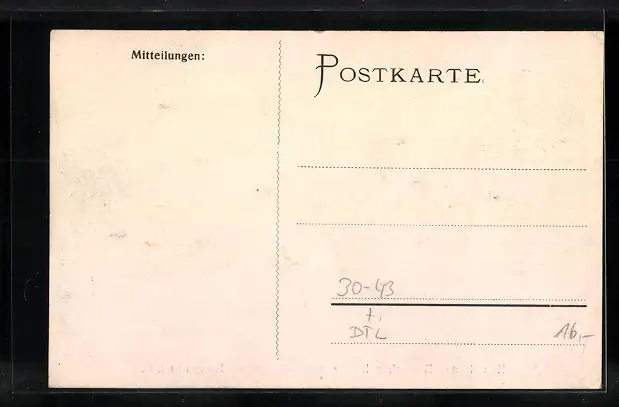 Mitteilungen:
POSTKARTE.
30-43
DTL
16,-